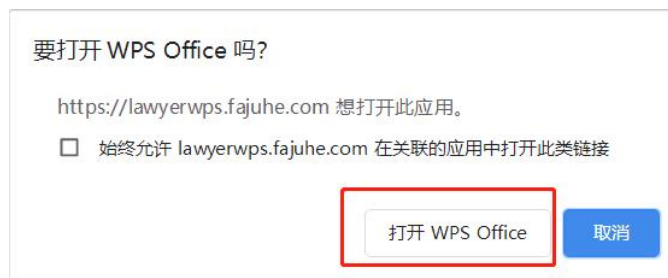 要打开 WPS Office 吗?
https://lawyerwps.fajuhe.com 想打开此应用。
始终允许 lawyerwps.fajuhe.com 在关联的应用中打开此类链接
打开 WPS Office 取消